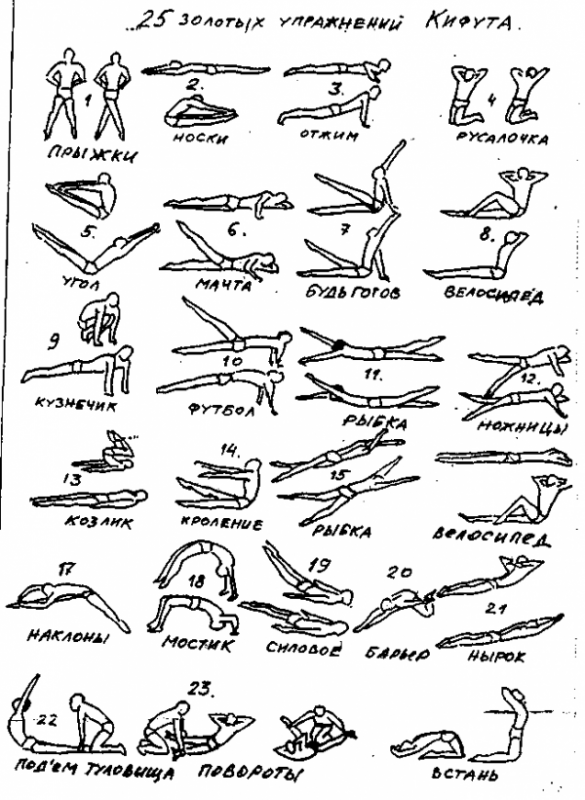 25 золотых упражнений Кифута.
1 2. 3. 4
ПРЫЖКИ НОСКИ ОТЖИМ РУСАЛОЧКА
5. 6. 7 8.
УГОЛ МАЧТА БУДЬ ГОТОВ ВЕЛОСИПЕД
9 10 11. 12.
КУЗНЕЧИК ФУТБОЛ РЫБКА НОЖНИЦЫ
13 14. 15
КОЗЛИК КРОЛЕНИЕ РЫБКА ВЕЛОСИПЕД
17 18 19 20 21
НАКЛОНЫ МОСТИК СИЛОВОЕ БАРЬЕР НЫРОК
22 23.
ПОД'ЕМ ТУЛОВИЩА ПОВОРОТЫ ВСТАНЬ